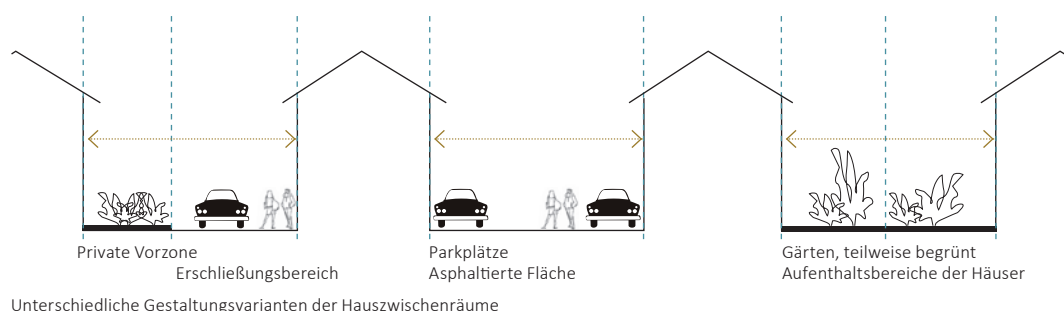 Private Vorzone
Erschließungsbereich
Parkplätze
Asphaltierte Fläche
Gärten, teilweise begrünt
Aufenthaltsbereiche der Häuser
Unterschiedliche Gestaltungsvarianten der Hauszwischenräume